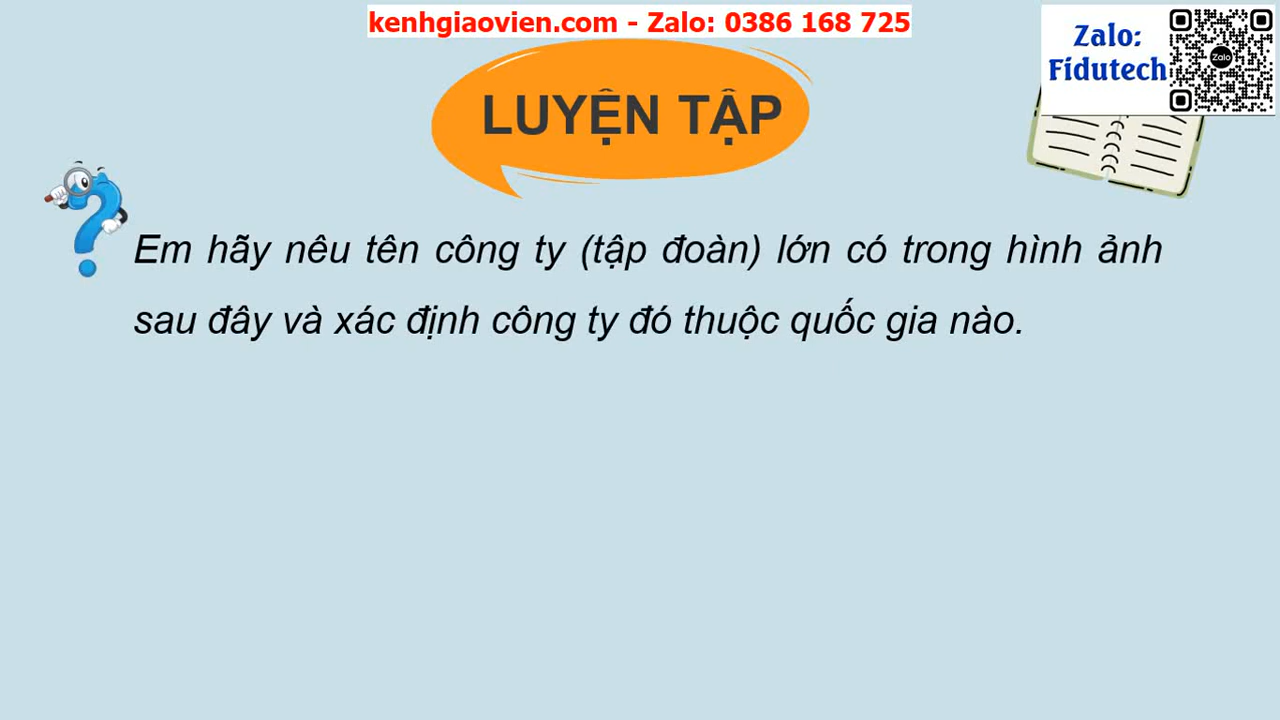 kenhgiaovien.com - Zalo: 0386 168 725
Zalo:
Fidutech
Zalo
LUYỆN TẬP
Em hãy nêu tên công ty (tập đoàn) lớn có trong hình ảnh
sau đây và xác định công ty đó thuộc quốc gia nào.